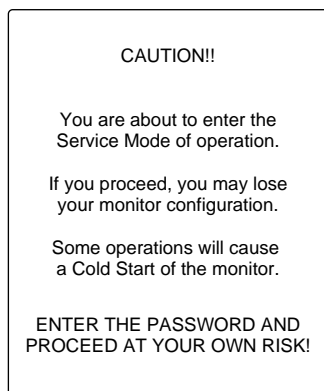 CAUTION!!
You are about to enter the
Service Mode of operation.
If you proceed, you may lose
your monitor configuration.
Some operations will cause
a Cold Start of the monitor.
ENTER THE PASSWORD AND
PROCEED AT YOUR OWN RISK!